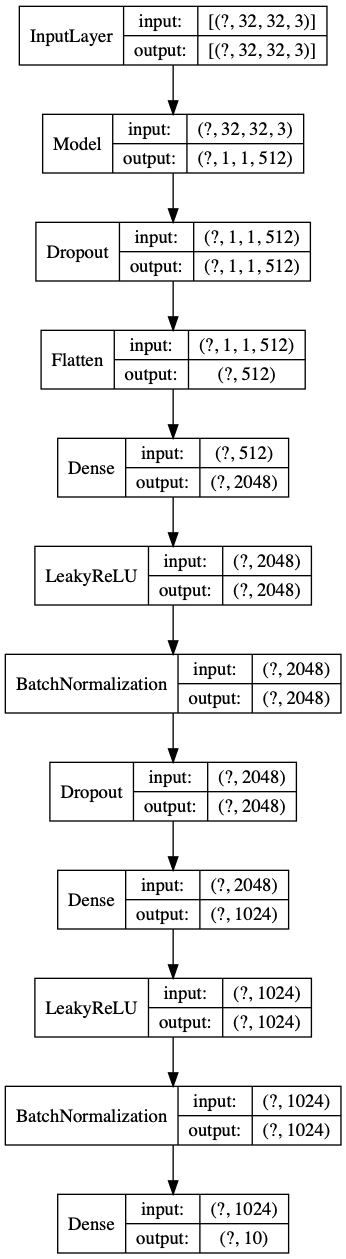 InputLayer
input: [(?, 32, 32, 3)]
output: [(?, 32, 32, 3)]
Model
input: (?, 32, 32, 3)
output: (?, 1, 1, 512)
Dropout
input: (?, 1, 1, 512)
output: (?, 1, 1, 512)
Flatten
input: (?, 1, 1, 512)
output: (?, 512)
Dense
input: (?, 512)
output: (?, 2048)
LeakyReLU
input: (?, 2048)
output: (?, 2048)
BatchNormalization
input: (?, 2048)
output: (?, 2048)
Dropout
input: (?, 2048)
output: (?, 2048)
Dense
input: (?, 2048)
output: (?, 1024)
LeakyReLU
input: (?, 1024)
output: (?, 1024)
BatchNormalization
input: (?, 1024)
output: (?, 1024)
Dense
input: (?, 1024)
output: (?, 10)